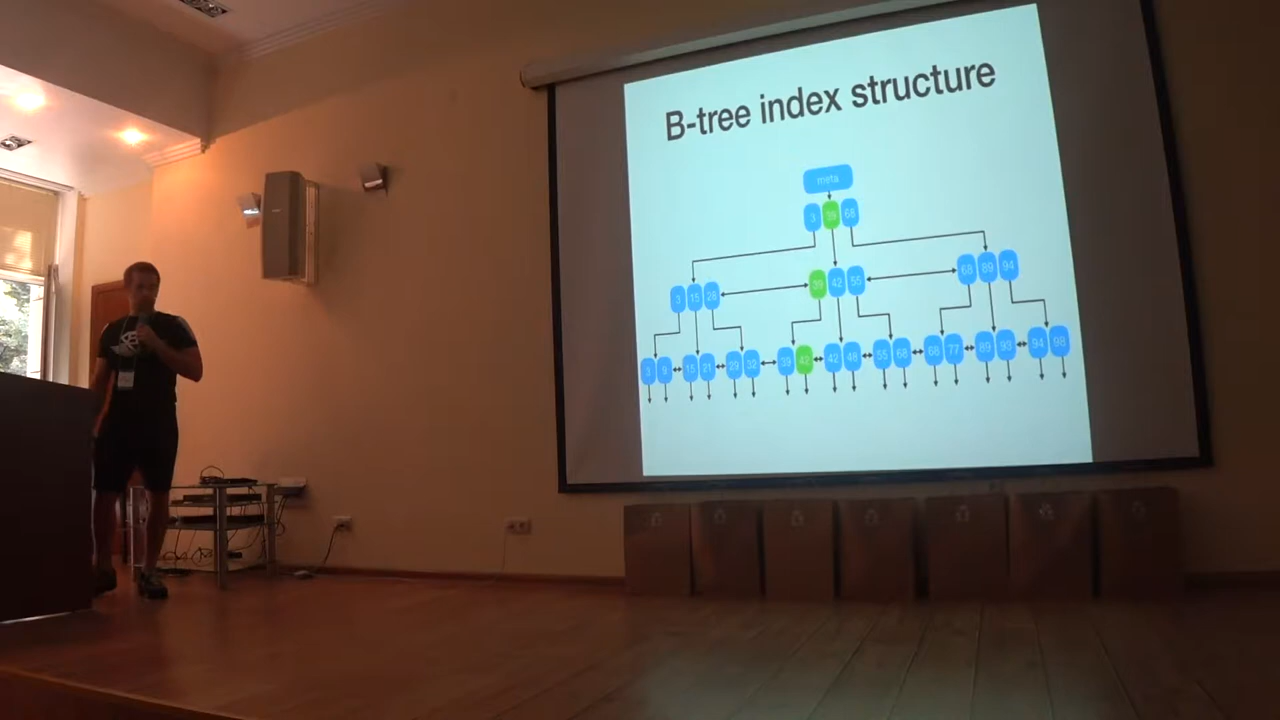 B-tree index structure
meta
3 39 68
3 15 28 39 42 55 68 89 94
3 9 15 21 29 32 39 42 42 48 55 68 68 77 89 93 94 98